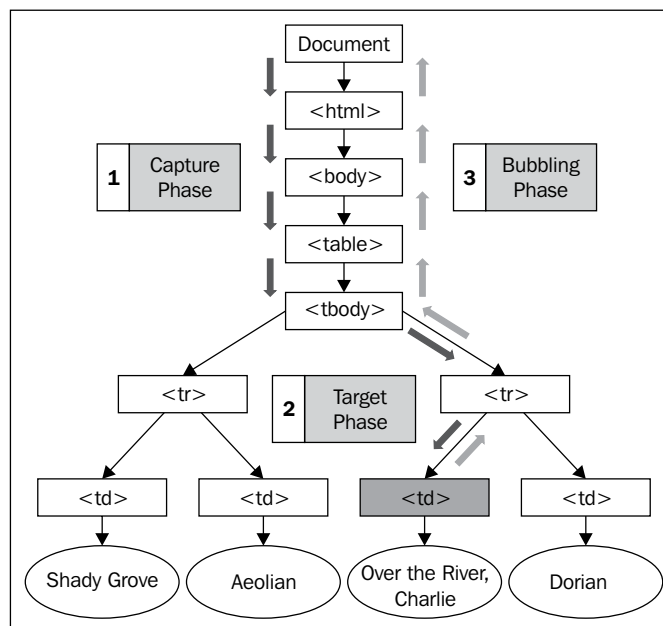 Document
<html>
1 Capture
Phase
3 Bubbling
Phase
<body>
<table>
<tbody>
<tr>
2 Target
Phase
<tr>
<td>
<td>
<td>
<td>
Shady Grove
Aeolian
Over the River,
Charlie
Dorian